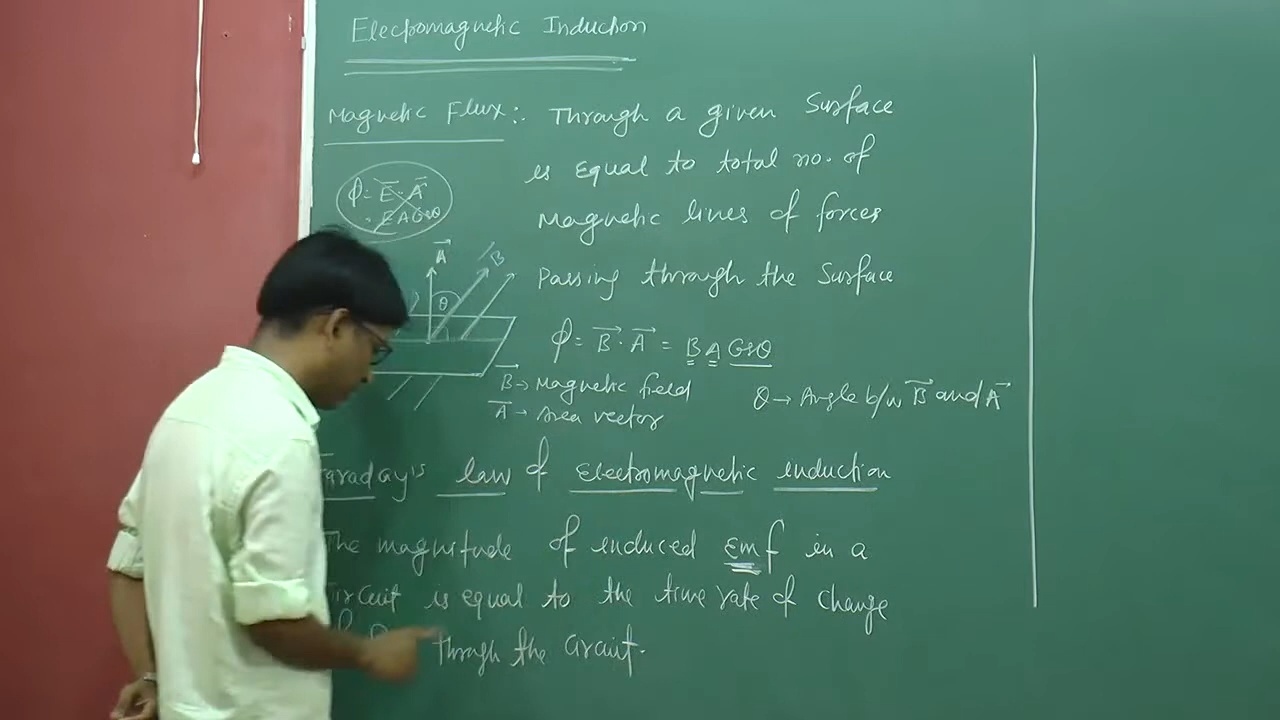 Electromagnetic Induction
Magnetic Flux:. Through a given Surface
is Equal to total no. of
Magnetic lines of forces
Passing through the Surface
ϕ = E⃗ · A⃗
= E A Cosθ
A⃗
B
θ
ϕ = B⃗ · A⃗ = B A Cosθ
B⃗ → Magnetic field
A⃗ → Area vector
θ → Angle b/w B⃗ and A⃗
Faraday's law of Electromagnetic induction
The magnitude of induced Emf in a
Circuit is equal to the time rate of change
through the Circuit.